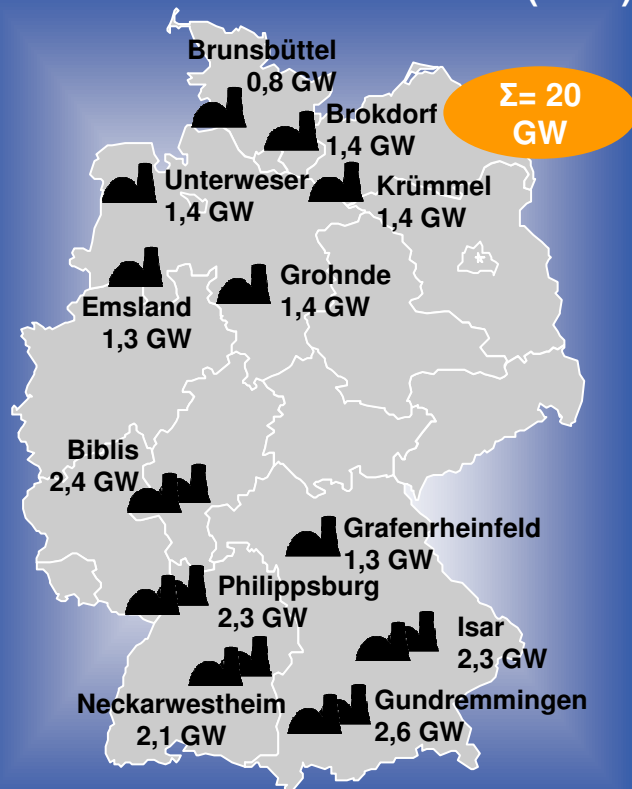 Brunsbüttel
0,8 GW
Σ= 20
GW
Brokdorf
1,4 GW
Unterweser
1,4 GW
Krümmel
1,4 GW
Emsland
1,3 GW
Grohnde
1,4 GW
Biblis
2,4 GW
Grafenrheinfeld
1,3 GW
Philippsburg
2,3 GW
Isar
2,3 GW
Neckarwestheim
2,1 GW
Gundremmingen
2,6 GW